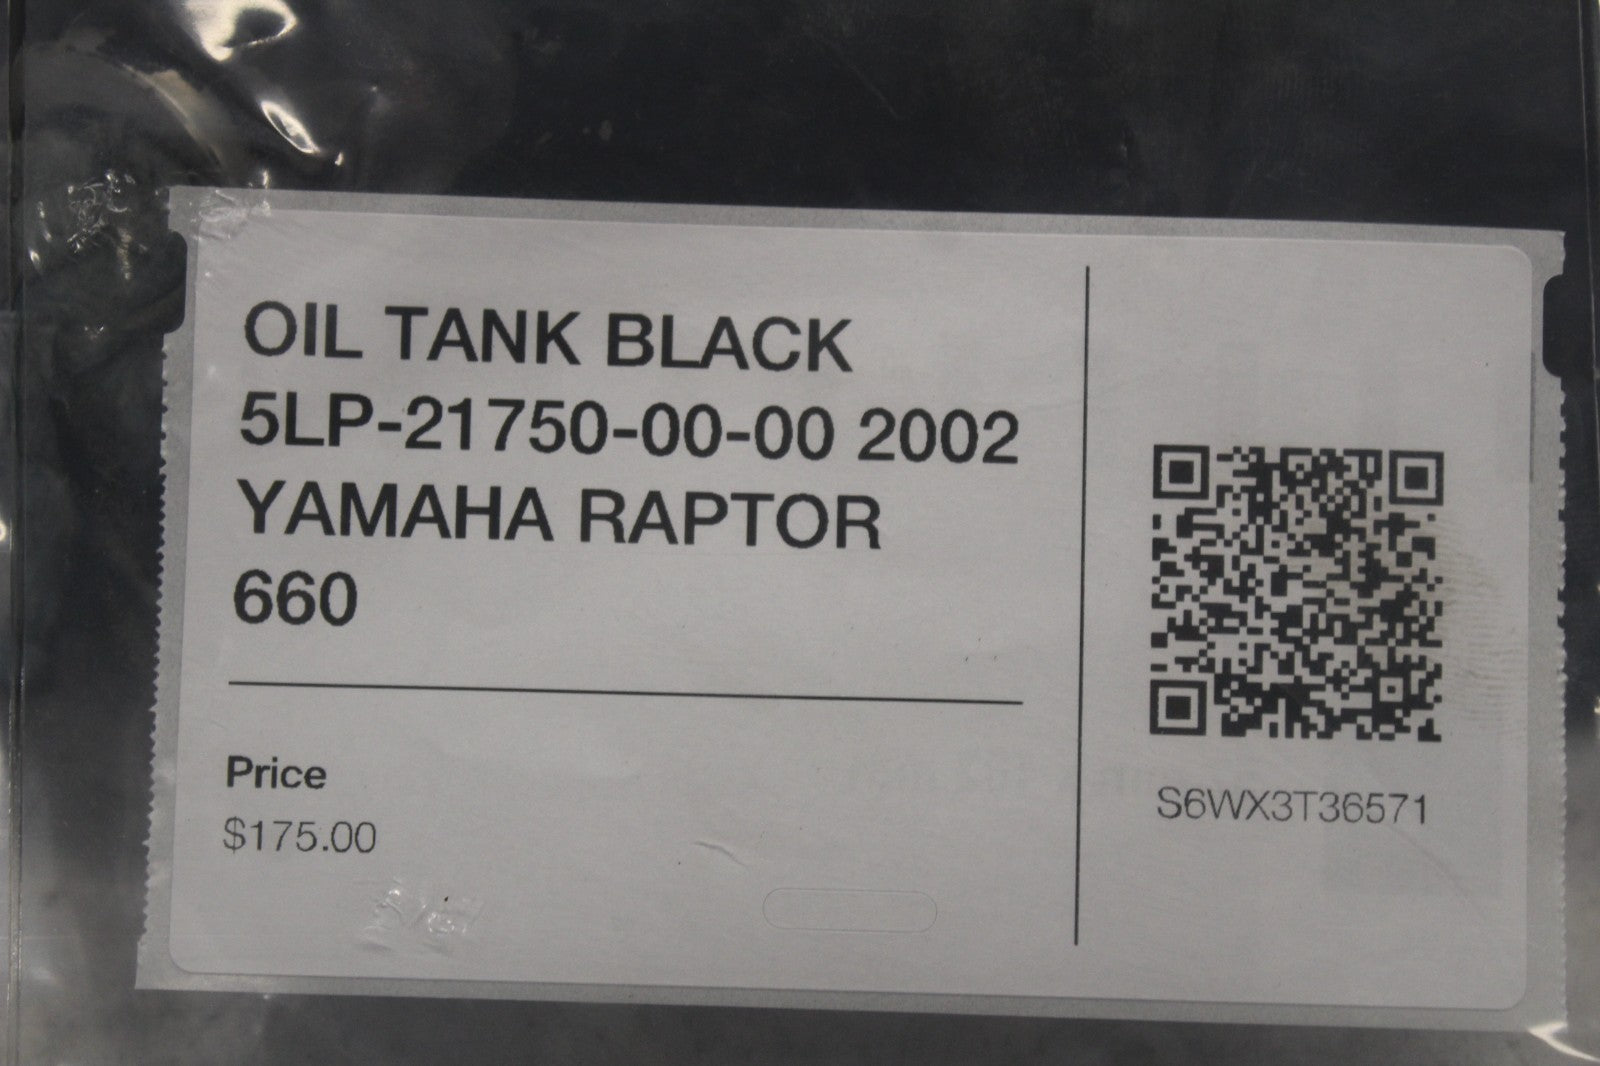 OIL TANK BLACK
5LP-21750-00-00 2002
YAMAHA RAPTOR
660
Price
$175.00
S6WX3T36571